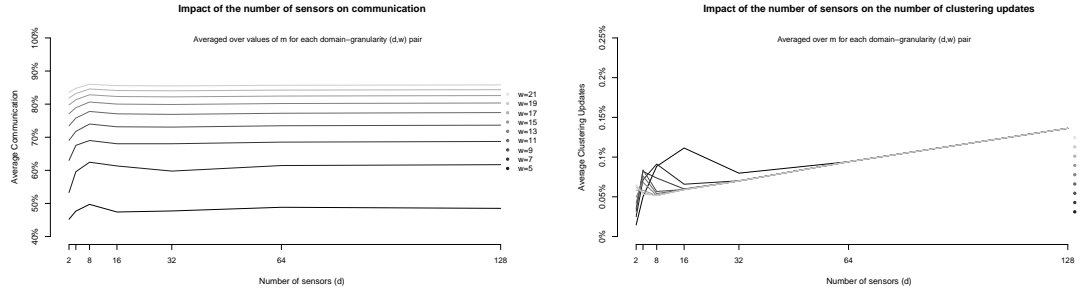 Impact of the number of sensors on communication
Averaged over values of m for each domain−granularity (d,w) pair
Average Communication
100%
90%
80%
70%
60%
50%
40%
w=21
w=19
w=17
w=15
w=13
w=11
w=9
w=7
w=5
2 8 16 32 64 128
Number of sensors (d)
Impact of the number of sensors on the number of clustering updates
Averaged over m for each domain−granularity (d,w) pair
Average Clustering Updates
0.25%
0.2%
0.15%
0.1%
0.05%
0%
2 8 16 32 64 128
Number of sensors (d)